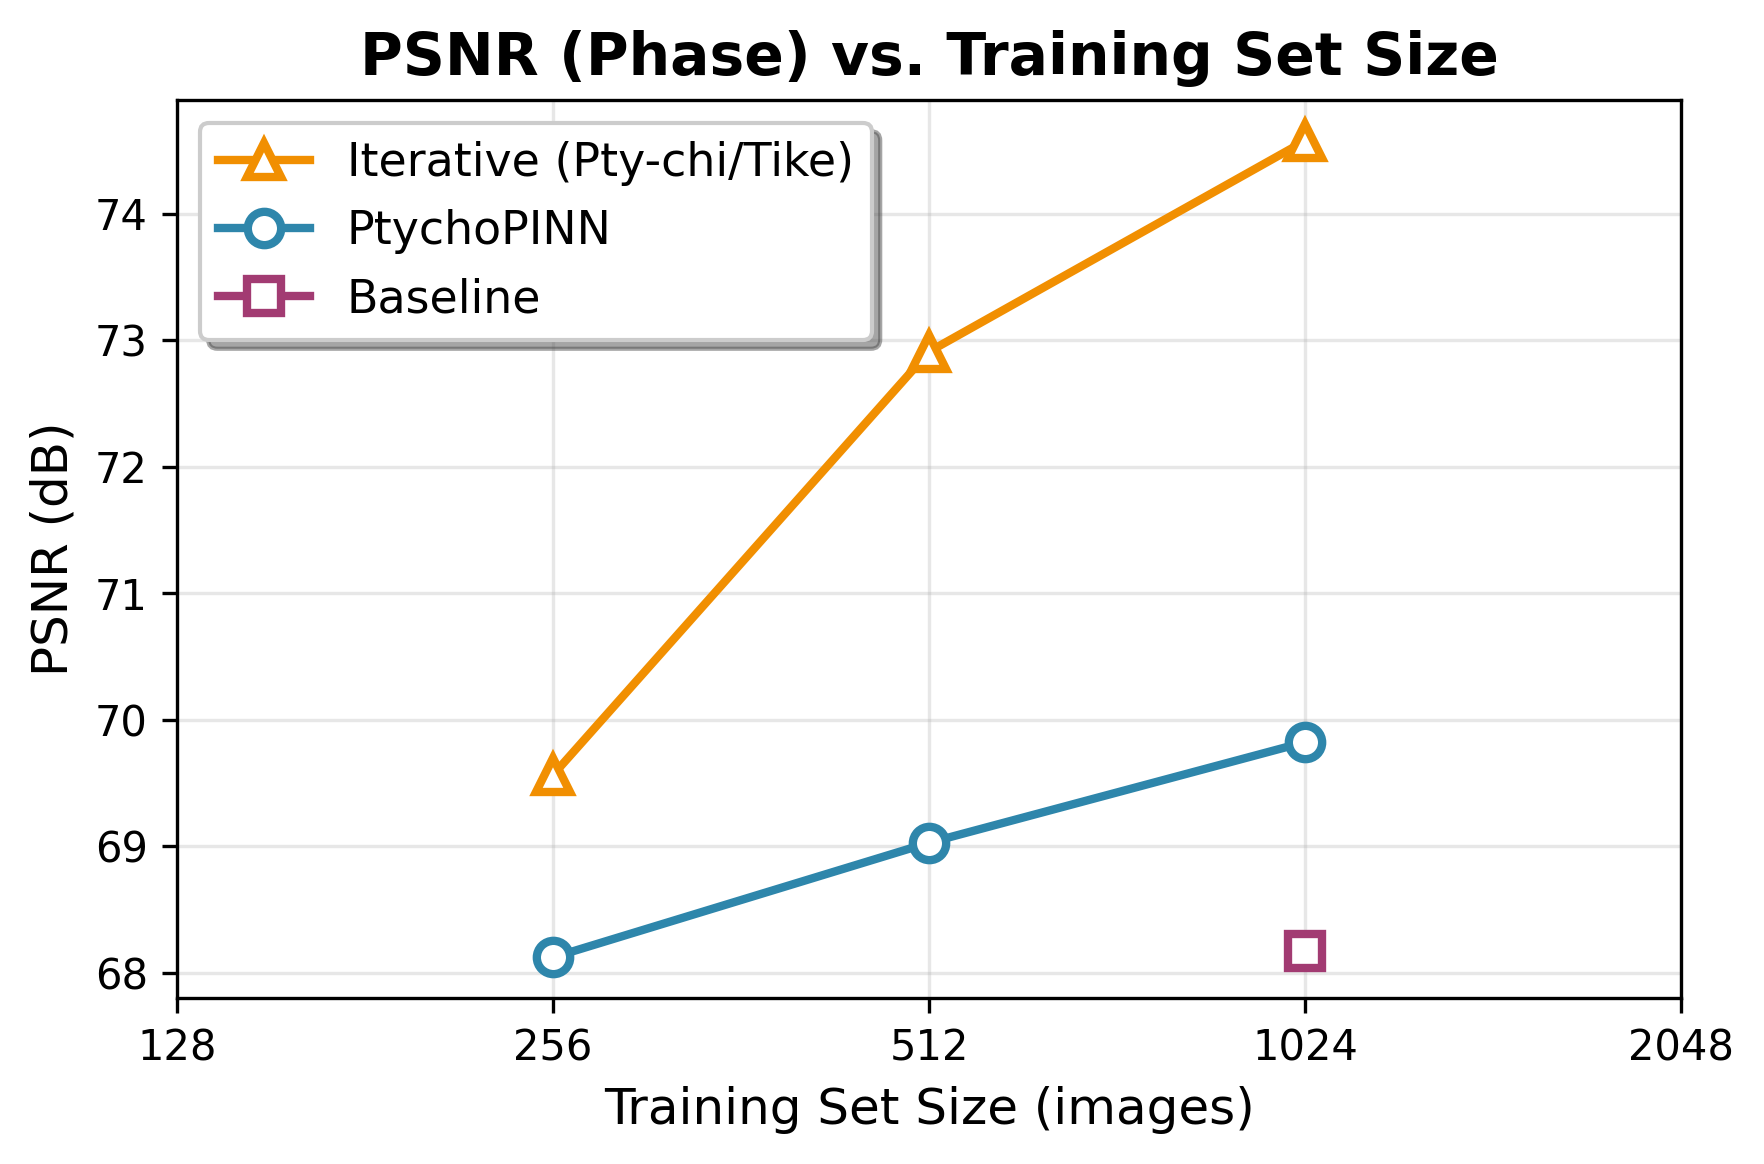 PSNR (Phase) vs. Training Set Size
Iterative (Pty-chi/Tike)
PtychoPINN
Baseline
PSNR (dB)
74
73
72
71
70
69
68
128 256 512 1024 2048
Training Set Size (images)